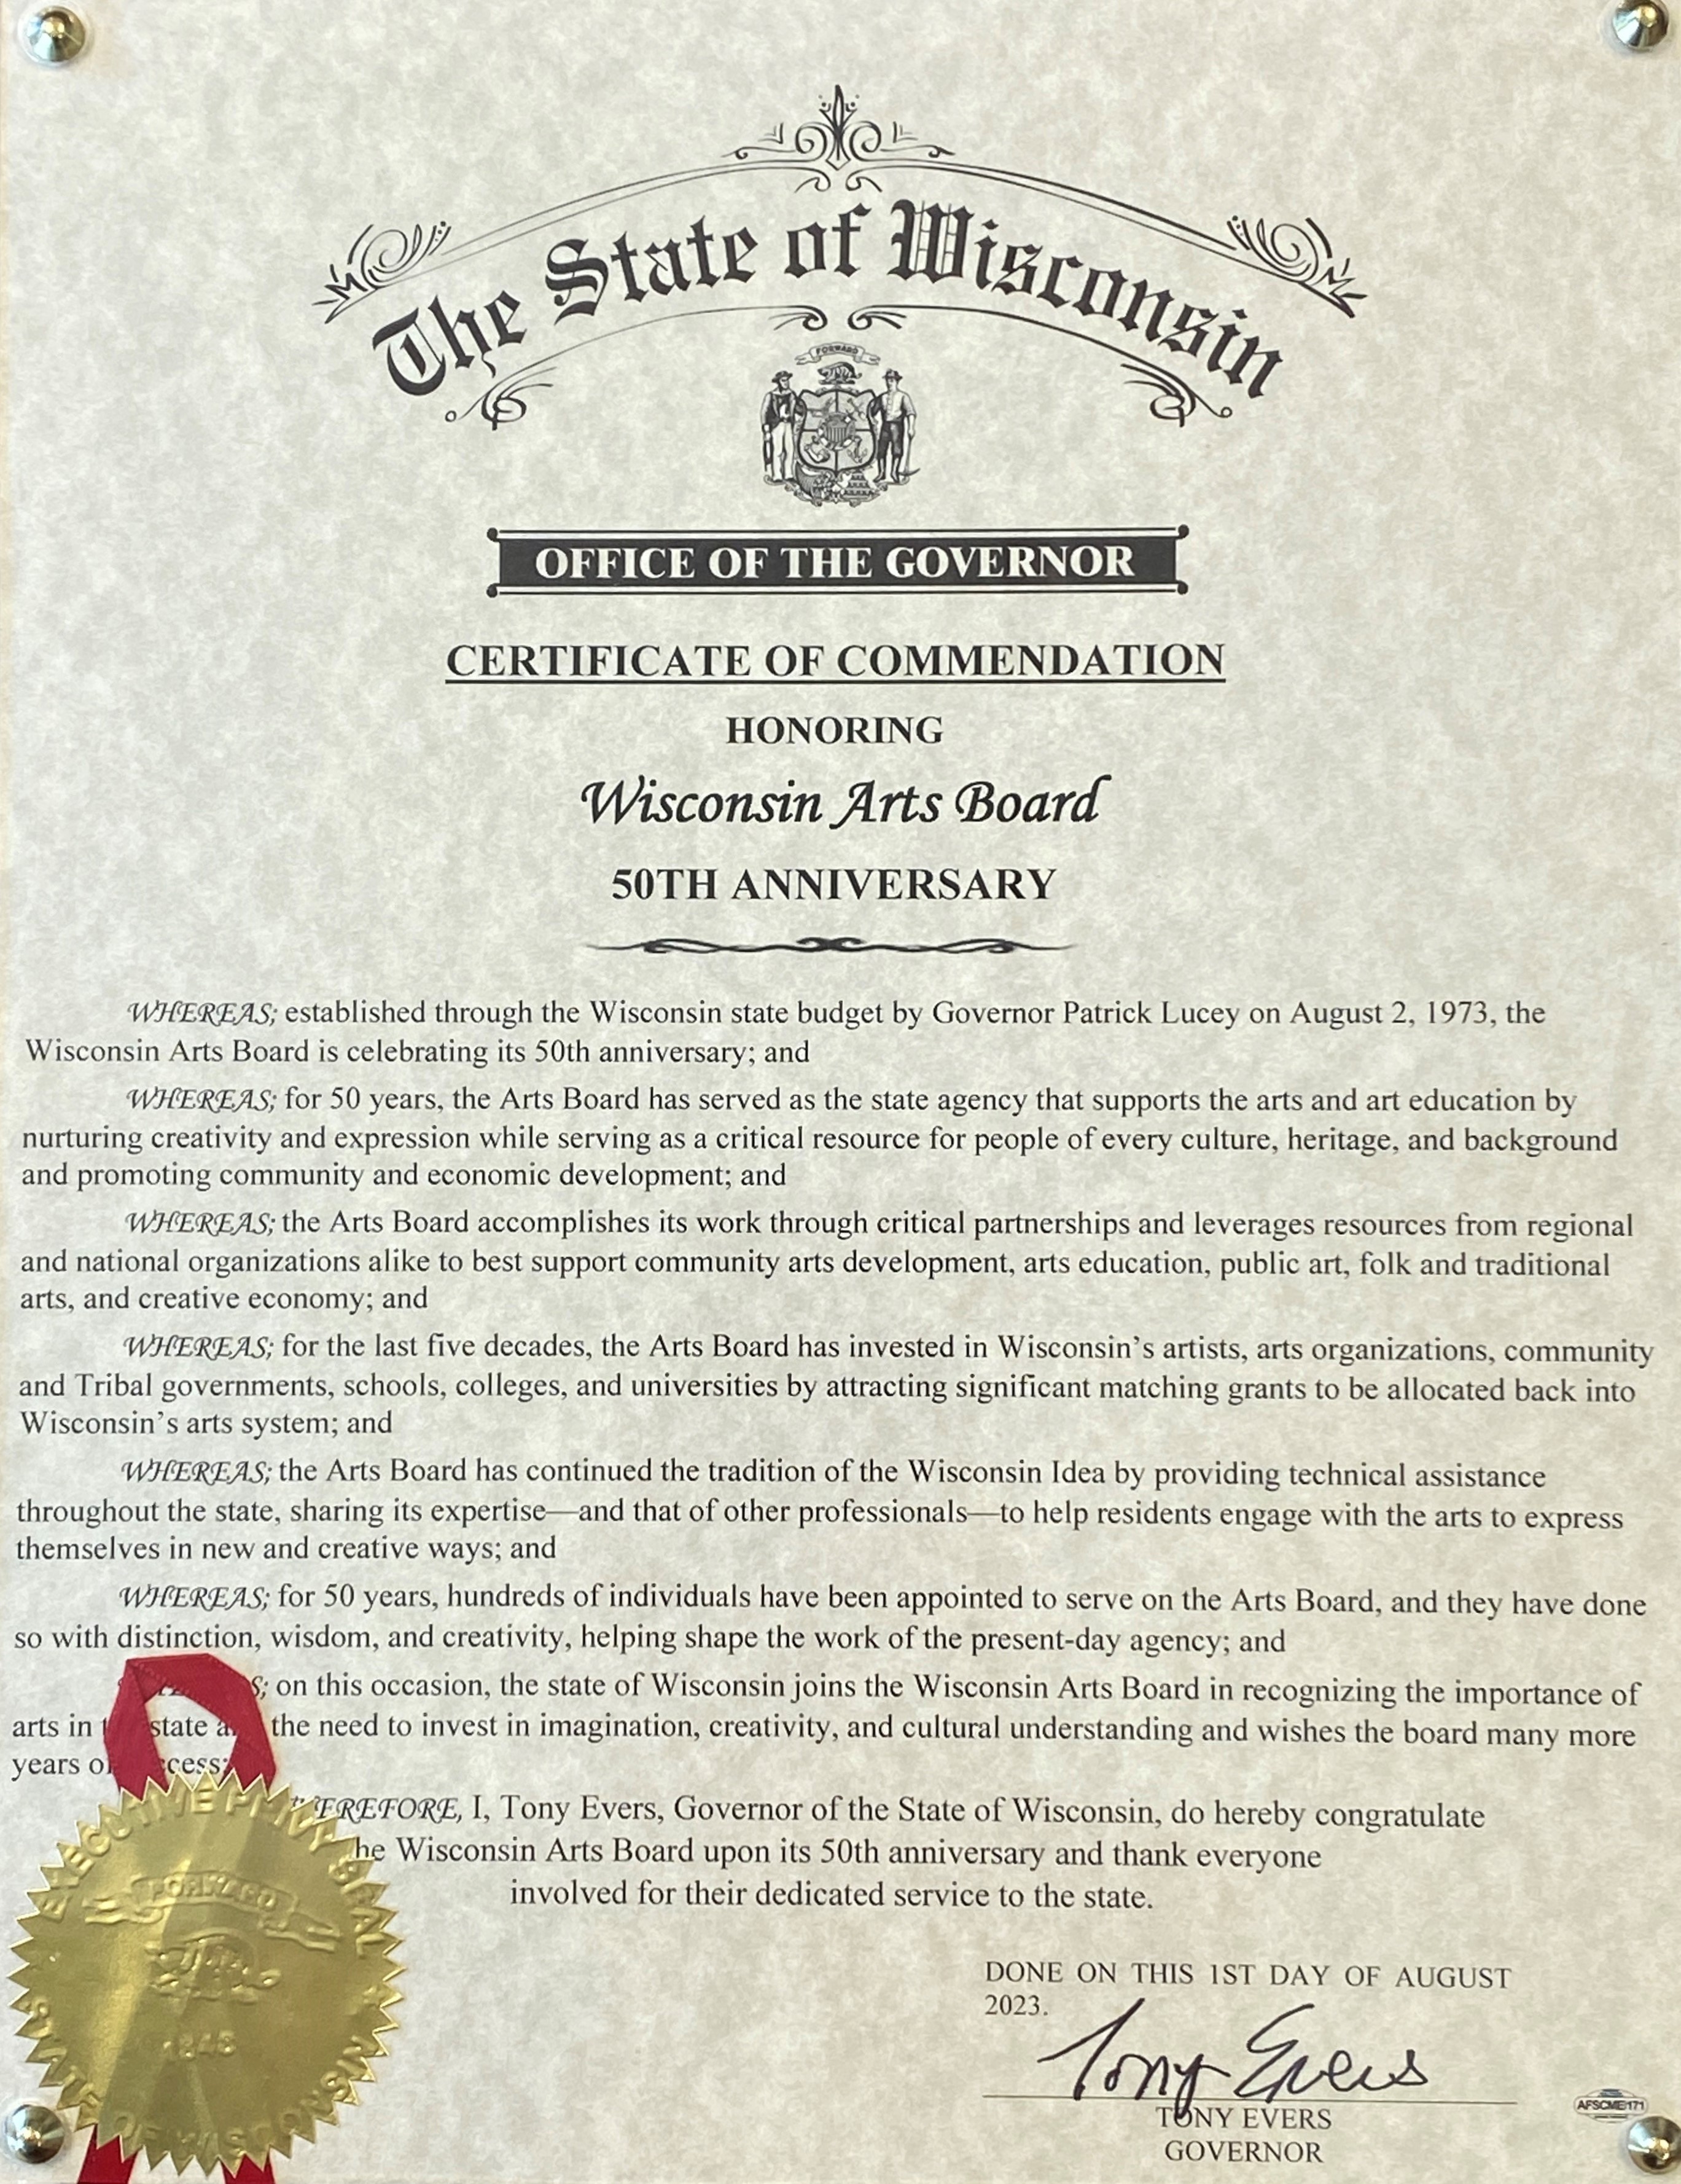 The State of Wisconsin
FORWARD
OFFICE OF THE GOVERNOR
CERTIFICATE OF COMMENDATION
HONORING
Wisconsin Arts Board
50TH ANNIVERSARY
WHEREAS; established through the Wisconsin state budget by Governor Patrick Lucey on August 2, 1973, the
Wisconsin Arts Board is celebrating its 50th anniversary; and
WHEREAS; for 50 years, the Arts Board has served as the state agency that supports the arts and art education by
nurturing creativity and expression while serving as a critical resource for people of every culture, heritage, and background
and promoting community and economic development; and
WHEREAS; the Arts Board accomplishes its work through critical partnerships and leverages resources from regional
and national organizations alike to best support community arts development, arts education, public art, folk and traditional
arts, and creative economy; and
WHEREAS; for the last five decades, the Arts Board has invested in Wisconsin's artists, arts organizations, community
and Tribal governments, schools, colleges, and universities by attracting significant matching grants to be allocated back into
Wisconsin's arts system; and
WHEREAS; the Arts Board has continued the tradition of the Wisconsin Idea by providing technical assistance
throughout the state, sharing its expertise—and that of other professionals—to help residents engage with the arts to express
themselves in new and creative ways; and
WHEREAS; for 50 years, hundreds of individuals have been appointed to serve on the Arts Board, and they have done
so with distinction, wisdom, and creativity, helping shape the work of the present-day agency; and
on this occasion, the state of Wisconsin joins the Wisconsin Arts Board in recognizing the importance of
arts in state the need to invest in imagination, creativity, and cultural understanding and wishes the board many more
years
EREFORE, I, Tony Evers, Governor of the State of Wisconsin, do hereby congratulate
he Wisconsin Arts Board upon its 50th anniversary and thank everyone
involved for their dedicated service to the state.
EXECUTIVE PRIVY SEAL
FORWARD
1848
STATE OF WISCONSIN
DONE ON THIS 1ST DAY OF AUGUST
2023.
Tony Evers
TONY EVERS
GOVERNOR
AFSCME171